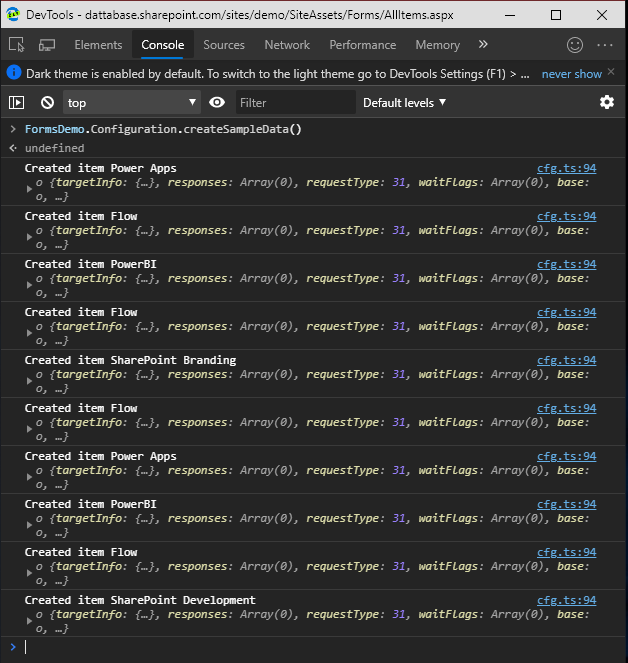 DevTools - dattabase.sharepoint.com/sites/demo/SiteAssets/Forms/AllItems.aspx
Elements Console Sources Network Performance Memory »
Dark theme is enabled by default. To switch to the light theme go to DevTools Settings (F1) > ... never show
top Filter Default levels ▼
> FormsDemo.Configuration.createSampleData()
undefined
Created item Power Apps cfg.ts:94
o {targetInfo: {…}, responses: Array(0), requestType: 31, waitFlags: Array(0), base:
o, …}
Created item Flow cfg.ts:94
o {targetInfo: {…}, responses: Array(0), requestType: 31, waitFlags: Array(0), base:
o, …}
Created item PowerBI cfg.ts:94
o {targetInfo: {…}, responses: Array(0), requestType: 31, waitFlags: Array(0), base:
o, …}
Created item Flow cfg.ts:94
o {targetInfo: {…}, responses: Array(0), requestType: 31, waitFlags: Array(0), base:
o, …}
Created item SharePoint Branding cfg.ts:94
o {targetInfo: {…}, responses: Array(0), requestType: 31, waitFlags: Array(0), base:
o, …}
Created item Flow cfg.ts:94
o {targetInfo: {…}, responses: Array(0), requestType: 31, waitFlags: Array(0), base:
o, …}
Created item Power Apps cfg.ts:94
o {targetInfo: {…}, responses: Array(0), requestType: 31, waitFlags: Array(0), base:
o, …}
Created item PowerBI cfg.ts:94
o {targetInfo: {…}, responses: Array(0), requestType: 31, waitFlags: Array(0), base:
o, …}
Created item Flow cfg.ts:94
o {targetInfo: {…}, responses: Array(0), requestType: 31, waitFlags: Array(0), base:
o, …}
Created item SharePoint Development cfg.ts:94
o {targetInfo: {…}, responses: Array(0), requestType: 31, waitFlags: Array(0), base:
o, …}
>